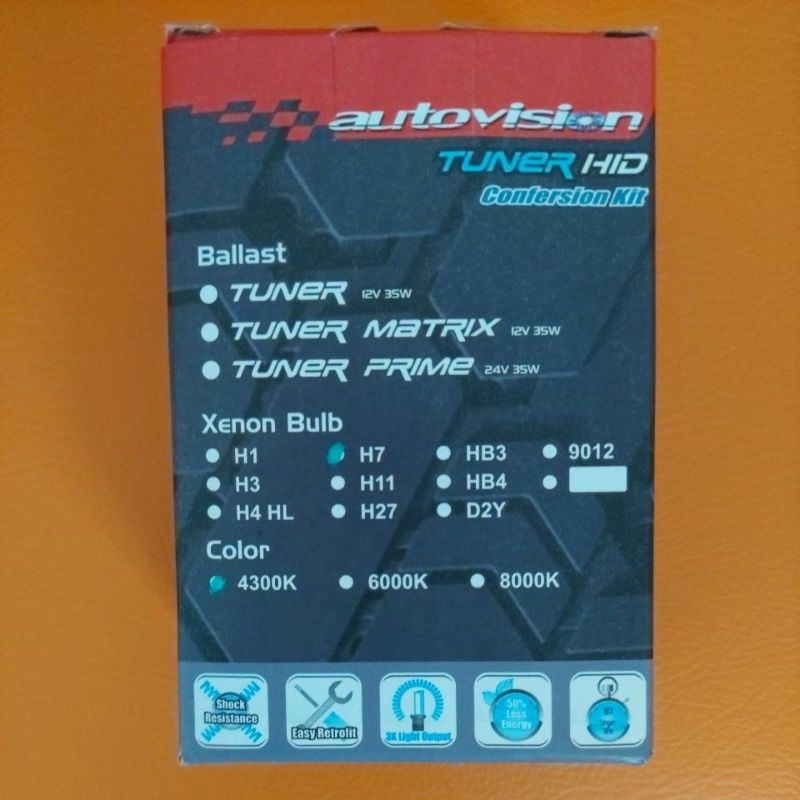 autovision
TUNER HID
Confersion Kit
Ballast
TUNER 12V 35W
TUNER MATRIX 12V 35W
TUNER PRIME 24V 35W
Xenon Bulb
H1 H7 HB3 9012
H3 H11 HB4
H4 HL H27 D2Y
Color
4300K 6000K 8000K
Shock
Resistance
Easy Retrofit
3X Light Output
50%
Less
Energy